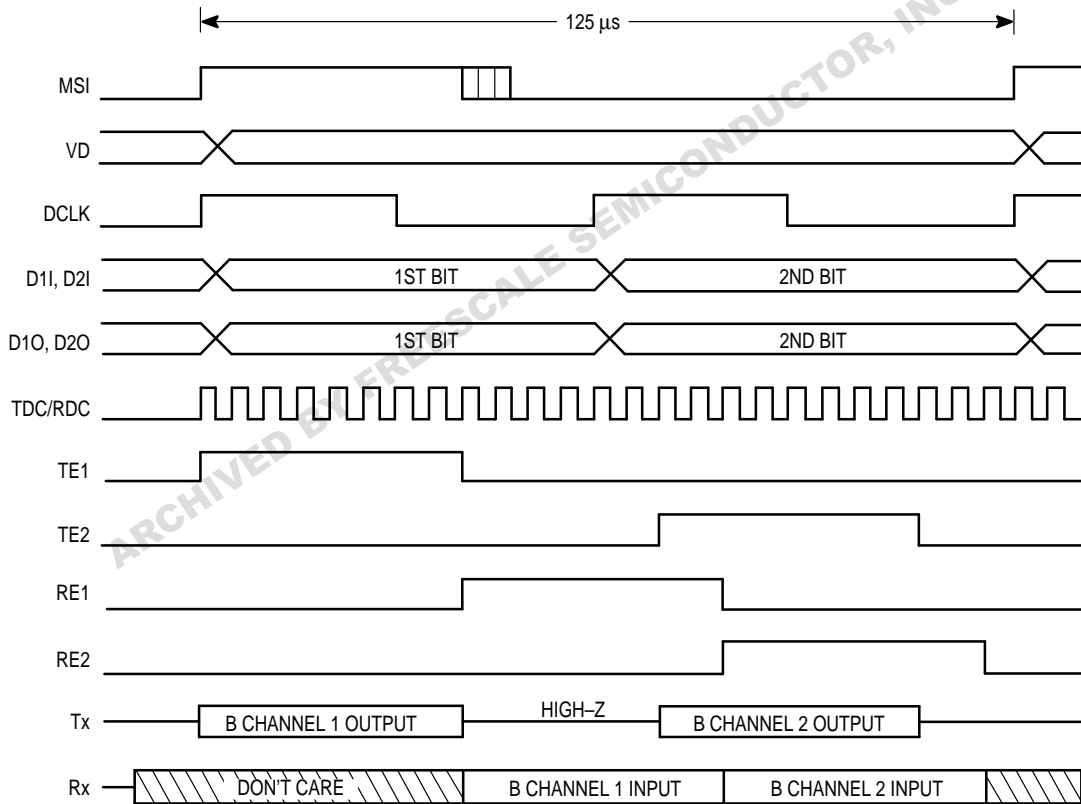 125 μs
MSI
VD
DCLK
D1I, D2I 1ST BIT 2ND BIT
D1O, D2O 1ST BIT 2ND BIT
TDC/RDC
TE1
TE2
RE1
RE2
Tx B CHANNEL 1 OUTPUT HIGH–Z B CHANNEL 2 OUTPUT
Rx DON'T CARE B CHANNEL 1 INPUT B CHANNEL 2 INPUT
ARCHIVED BY FREESCALE SEMICONDUCTOR, INC